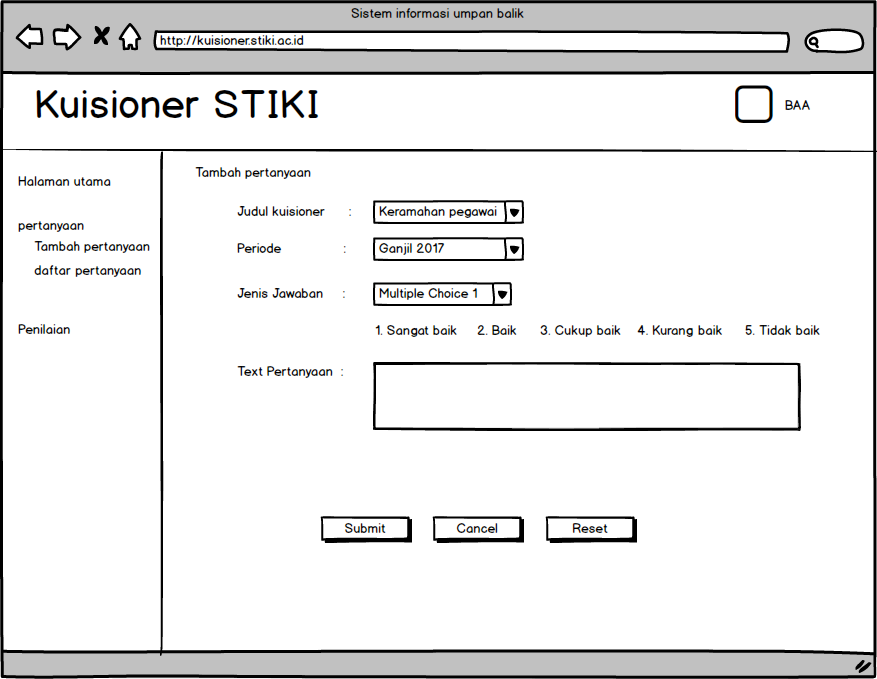 Sistem informasi umpan balik
http://kuisioner.stiki.ac.id
Kuisioner STIKI
BAA
Halaman utama
pertanyaan
Tambah pertanyaan
daftar pertanyaan
Penilaian
Tambah pertanyaan
Judul kuisioner : Keramahan pegawai
Periode : Ganjil 2017
Jenis Jawaban : Multiple Choice 1
1. Sangat baik 2. Baik 3. Cukup baik 4. Kurang baik 5. Tidak baik
Text Pertanyaan :
Submit Cancel Reset